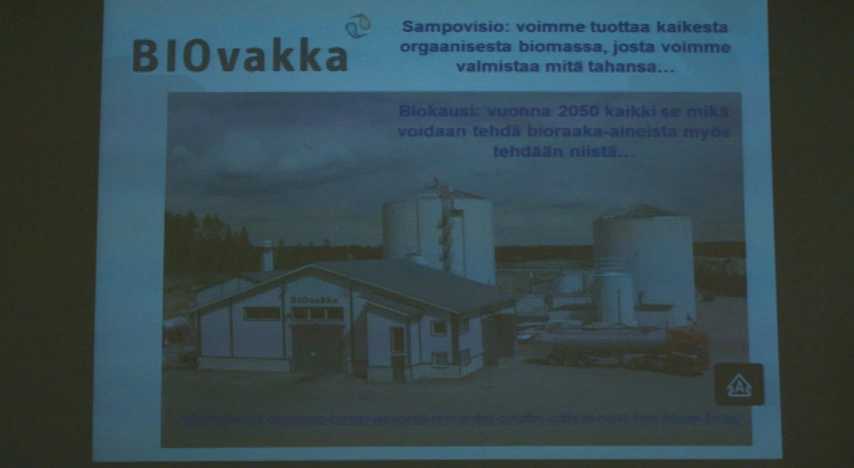 BIOvakka
Sampovisio: voimme tuottaa kaikesta
orgaanisesta biomassa, josta voimme
valmistaa mitä tahansa...
Biokausi: vuonna 2050 kaikki se mikä
voidaan tehdä bioraaka-aineista myös
tehdään niistä...
BIOvakka